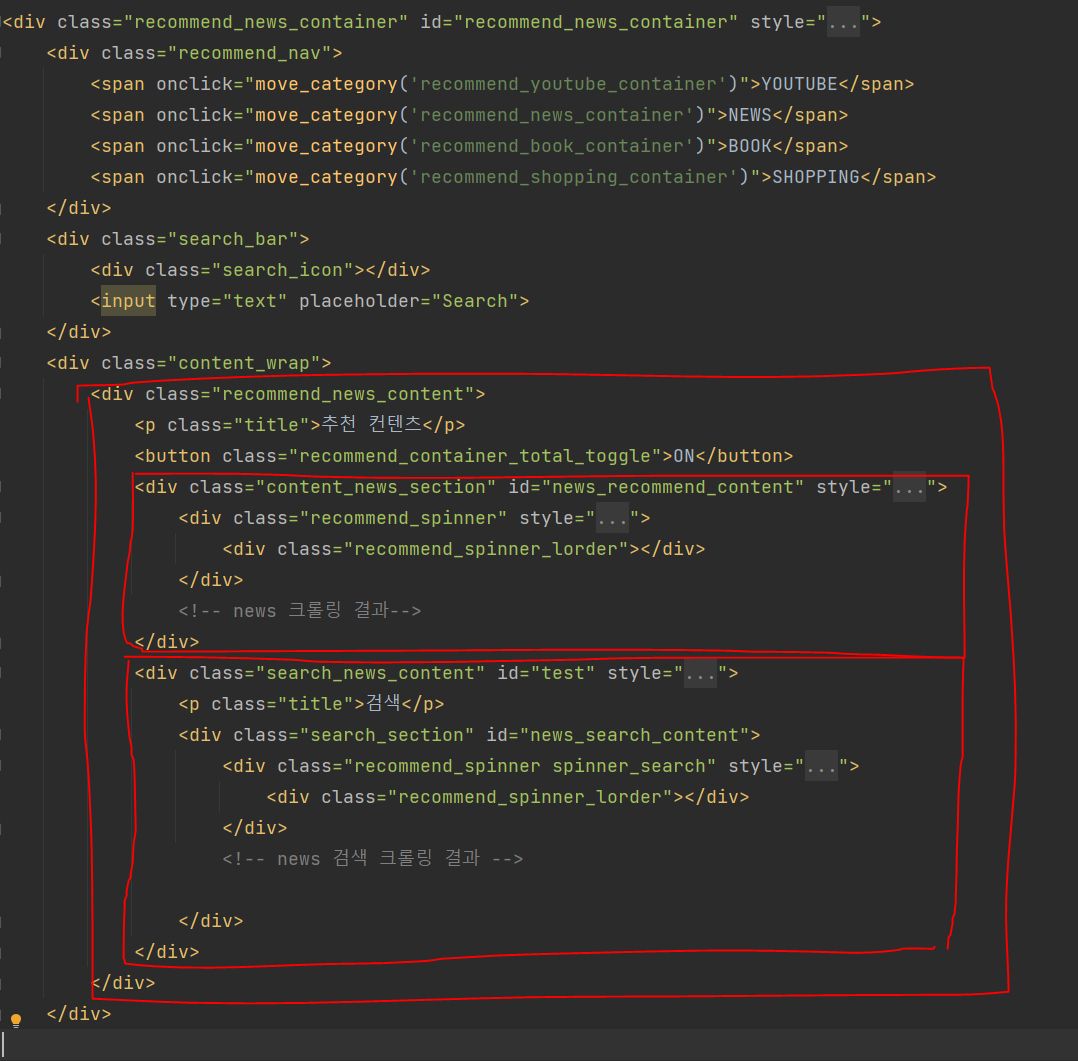 <div class="recommend_news_container" id="recommend_news_container" style="...">
<div class="recommend_nav">
<span onclick="move_category('recommend_youtube_container')">YOUTUBE</span>
<span onclick="move_category('recommend_news_container')">NEWS</span>
<span onclick="move_category('recommend_book_container')">BOOK</span>
<span onclick="move_category('recommend_shopping_container')">SHOPPING</span>
</div>
<div class="search_bar">
<div class="search_icon"></div>
<input type="text" placeholder="Search">
</div>
<div class="content_wrap">
<div class="recommend_news_content">
<p class="title">추천 컨텐츠</p>
<button class="recommend_container_total_toggle">ON</button>
<div class="content_news_section" id="news_recommend_content" style="...">
<div class="recommend_spinner" style="...">
<div class="recommend_spinner_lorder"></div>
</div>
<!-- news 크롤링 결과-->
</div>
<div class="search_news_content" id="test" style="...">
<p class="title">검색</p>
<div class="search_section" id="news_search_content">
<div class="recommend_spinner spinner_search" style="...">
<div class="recommend_spinner_lorder"></div>
</div>
<!-- news 검색 크롤링 결과 -->
</div>
</div>
</div>
</div>